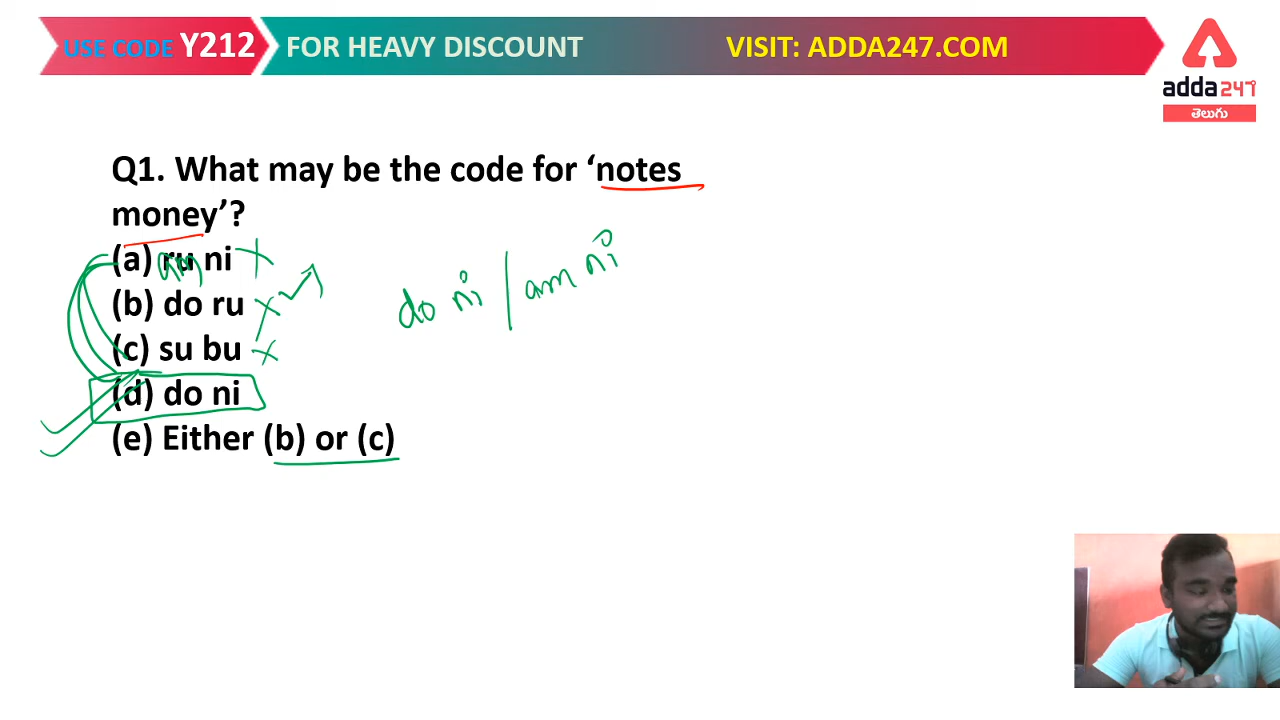 USE CODE Y212 FOR HEAVY DISCOUNT VISIT: ADDA247.COM
adda247
తెలుగు
Q1. What may be the code for ‘notes
money’?
(a) ru ni
am
(b) do ru
(c) su bu
(d) do ni
(e) Either (b) or (c)
do ni | am ni